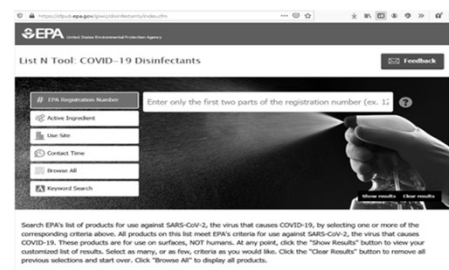 https://cfpub.epa.gov/giwiz/disinfectants/index.cfm
EPA United States Environmental Protection Agency
List N Tool: COVID-19 Disinfectants
Feedback
# EPA Registration Number
Enter only the first two parts of the registration number (ex. 12
?
Active Ingredient
Use Site
Contact Time
Browse All
A Keyword Search
Show results Clear results
Search EPA's list of products for use against SARS-CoV-2, the virus that causes COVID-19, by selecting one or more of the
corresponding criteria above. All products on this list meet EPA's criteria for use against SARS-CoV-2, the virus that causes
COVID-19. These products are for use on surfaces, NOT humans. At any point, click the "Show Results" button to view your
customized list of results. Select as many, or as few, criteria as you would like. Click the "Clear Results" button to remove all
previous selections and start over. Click "Browse All" to display all products.